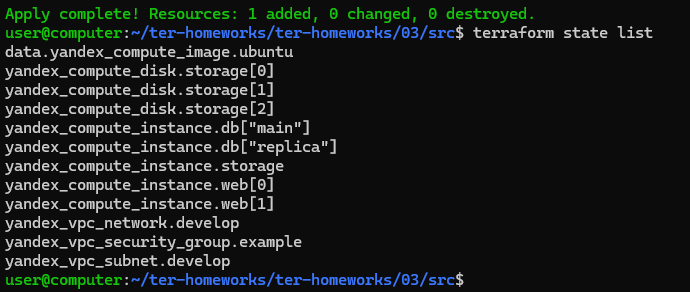 Apply complete! Resources: 1 added, 0 changed, 0 destroyed.
user@computer:~/ter-homeworks/ter-homeworks/03/src$ terraform state list
data.yandex_compute_image.ubuntu
yandex_compute_disk.storage[0]
yandex_compute_disk.storage[1]
yandex_compute_disk.storage[2]
yandex_compute_instance.db["main"]
yandex_compute_instance.db["replica"]
yandex_compute_instance.storage
yandex_compute_instance.web[0]
yandex_compute_instance.web[1]
yandex_vpc_network.develop
yandex_vpc_security_group.example
yandex_vpc_subnet.develop
user@computer:~/ter-homeworks/ter-homeworks/03/src$